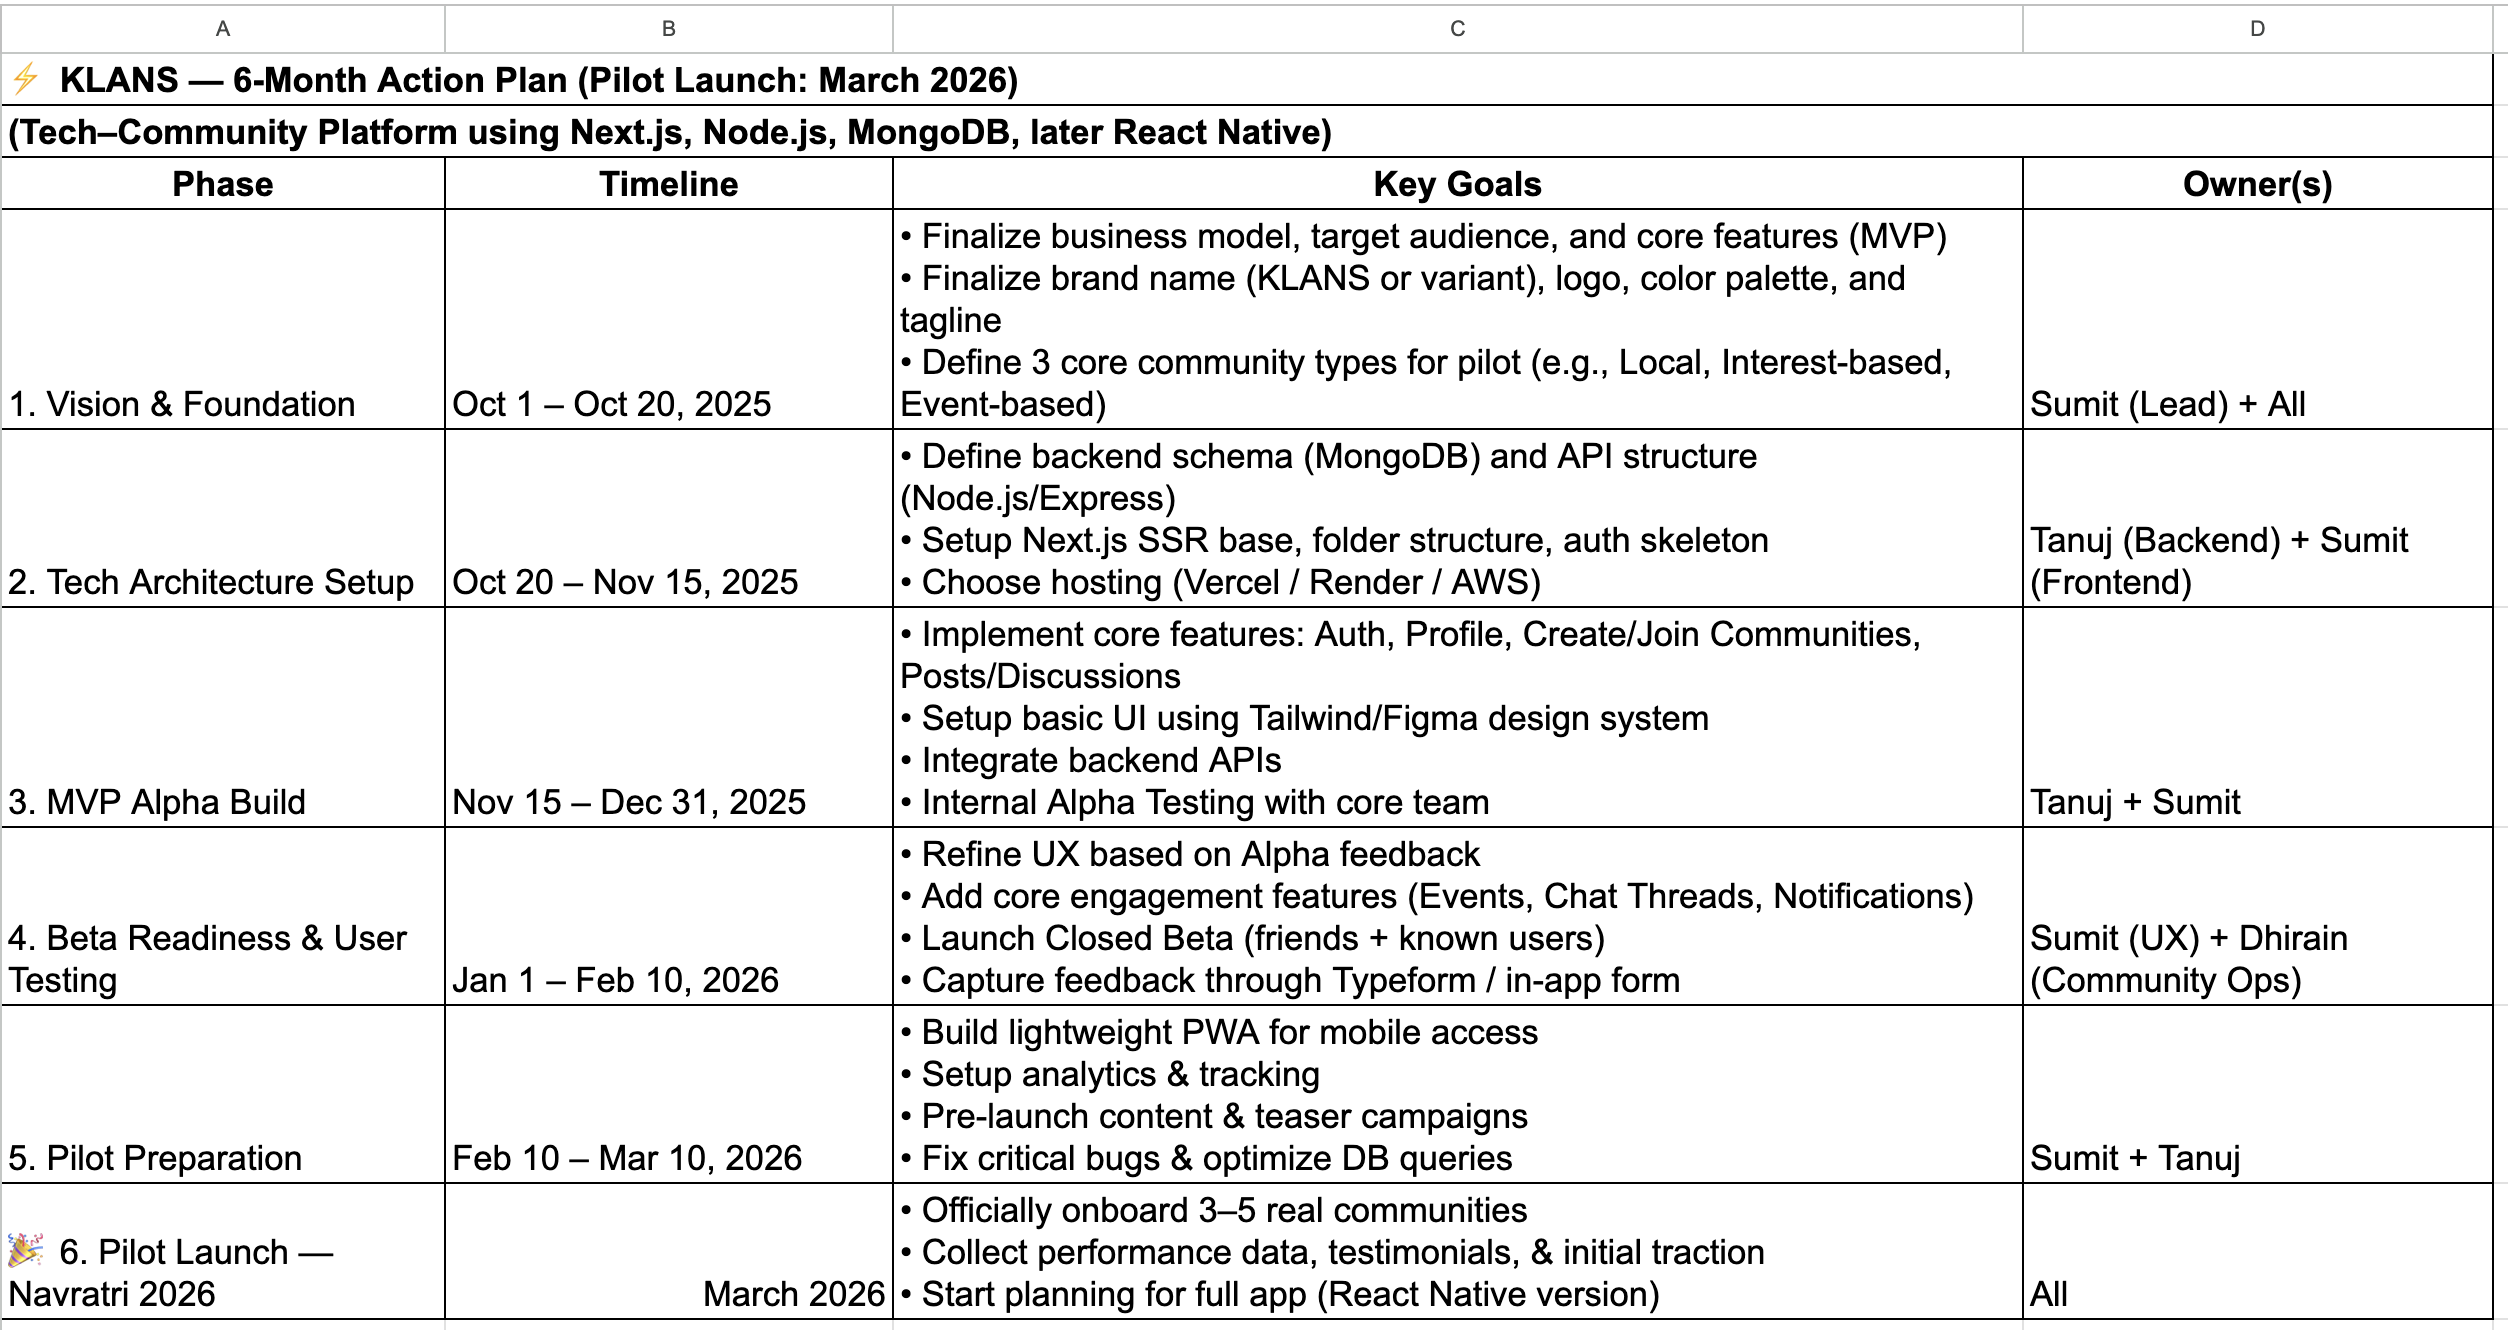 A B C D
⚡ KLANS — 6-Month Action Plan (Pilot Launch: March 2026)
(Tech–Community Platform using Next.js, Node.js, MongoDB, later React Native)
Phase Timeline Key Goals Owner(s)
1. Vision & Foundation
Oct 1 – Oct 20, 2025
• Finalize business model, target audience, and core features (MVP)
• Finalize brand name (KLANS or variant), logo, color palette, and
tagline
• Define 3 core community types for pilot (e.g., Local, Interest-based,
Event-based)
Sumit (Lead) + All
2. Tech Architecture Setup
Oct 20 – Nov 15, 2025
• Define backend schema (MongoDB) and API structure
(Node.js/Express)
• Setup Next.js SSR base, folder structure, auth skeleton
• Choose hosting (Vercel / Render / AWS)
Tanuj (Backend) + Sumit
(Frontend)
3. MVP Alpha Build
Nov 15 – Dec 31, 2025
• Implement core features: Auth, Profile, Create/Join Communities,
Posts/Discussions
• Setup basic UI using Tailwind/Figma design system
• Integrate backend APIs
• Internal Alpha Testing with core team
Tanuj + Sumit
4. Beta Readiness & User
Testing
Jan 1 – Feb 10, 2026
• Refine UX based on Alpha feedback
• Add core engagement features (Events, Chat Threads, Notifications)
• Launch Closed Beta (friends + known users)
• Capture feedback through Typeform / in-app form
Sumit (UX) + Dhirain
(Community Ops)
5. Pilot Preparation
Feb 10 – Mar 10, 2026
• Build lightweight PWA for mobile access
• Setup analytics & tracking
• Pre-launch content & teaser campaigns
• Fix critical bugs & optimize DB queries
Sumit + Tanuj
🎉 6. Pilot Launch —
Navratri 2026
March 2026
• Officially onboard 3–5 real communities
• Collect performance data, testimonials, & initial traction
• Start planning for full app (React Native version)
All